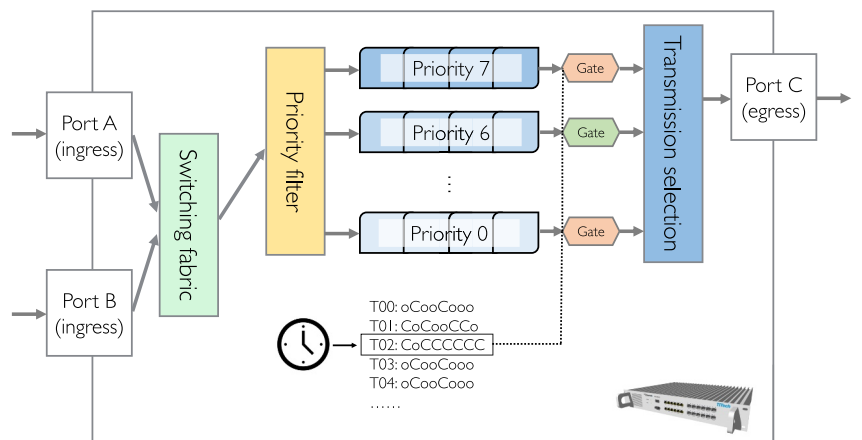 Port A
(ingress)
Port B
(ingress)
Switching fabric
Priority filter
Priority 7
Priority 6
...
Priority 0
Gate
Gate
Gate
Transmission selection
Port C
(egress)
T00: oCooCooo
T01: CoCooCCo
T02: CoCCCCCC
T03: oCooCooo
T04: oCooCooo
......